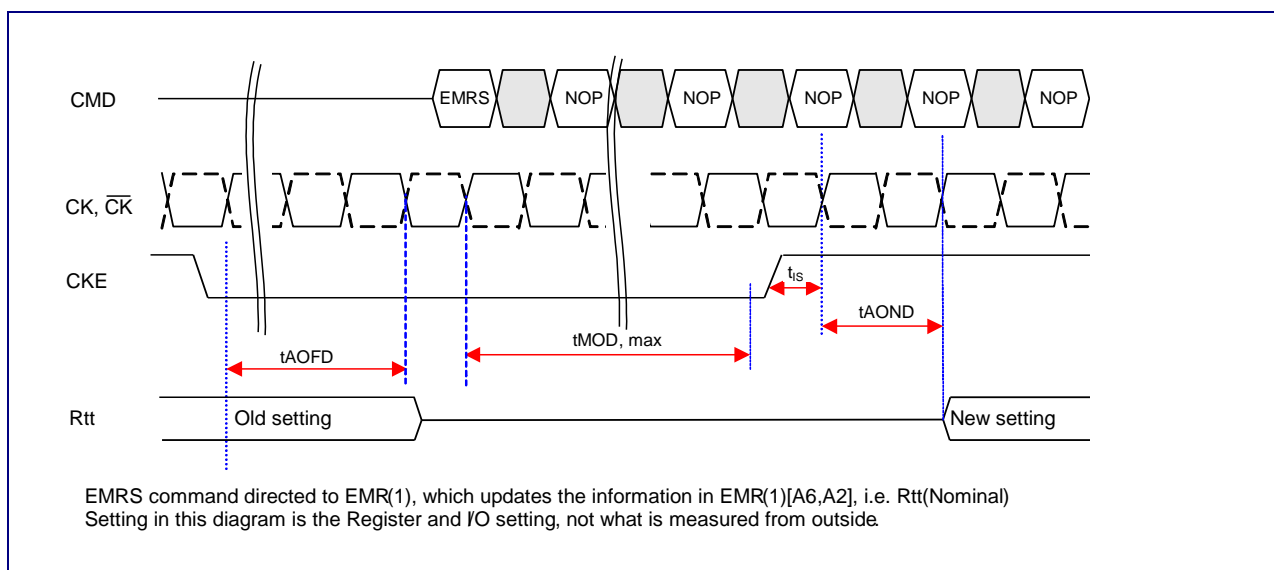 CMD
EMRS NOP NOP NOP NOP NOP
CK, C̅K̅
CKE
tIS
tAOND
tMOD, max
tAOFD
Rtt
Old setting
New setting
EMRS command directed to EMR(1), which updates the information in EMR(1)[A6,A2], i.e. Rtt(Nominal)
Setting in this diagram is the Register and I/O setting, not what is measured from outside.